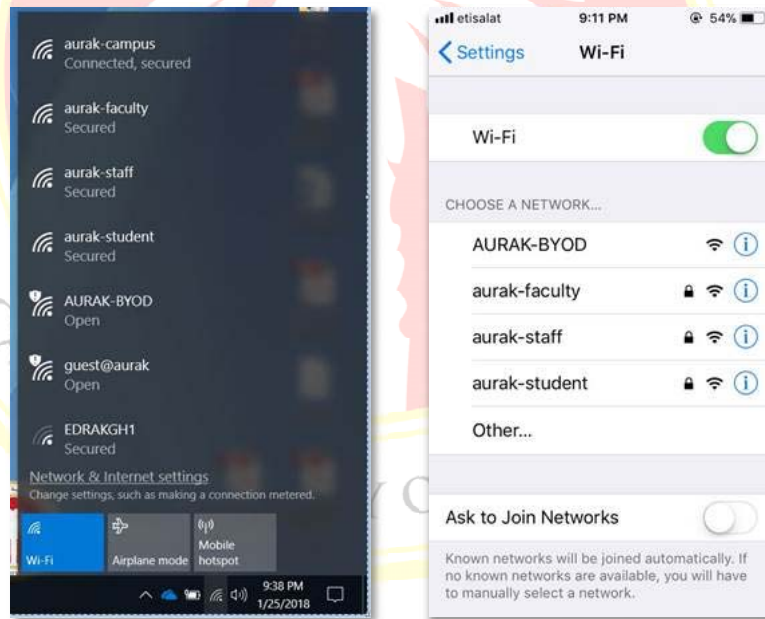 aurak-campus
Connected, secured
aurak-faculty
Secured
aurak-staff
Secured
aurak-student
Secured
AURAK-BYOD
Open
guest@aurak
Open
EDRAKGH1
Secured
Network & Internet settings
Change settings, such as making a connection metered.
Wi-Fi
Airplane mode
Mobile
hotspot
9:38 PM
1/25/2018
etisalat 9:11 PM 54%
Settings Wi-Fi
Wi-Fi
CHOOSE A NETWORK...
AURAK-BYOD
aurak-faculty
aurak-staff
aurak-student
Other...
Ask to Join Networks
Known networks will be joined automatically. If
no known networks are available, you will have
to manually select a network.